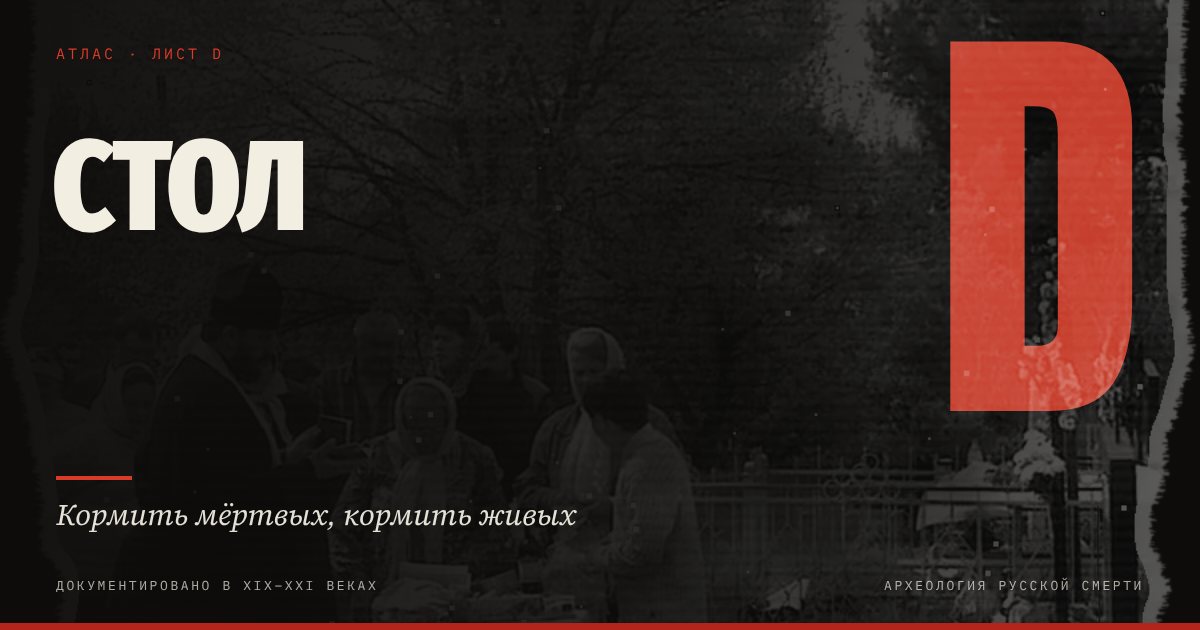 АТЛАС · ЛИСТ D
D
СТОЛ
Кормить мёртвых, кормить живых
ДОКУМЕНТИРОВАНО В XIX–XXI ВЕКАХ
АРХЕОЛОГИЯ РУССКОЙ СМЕРТИ